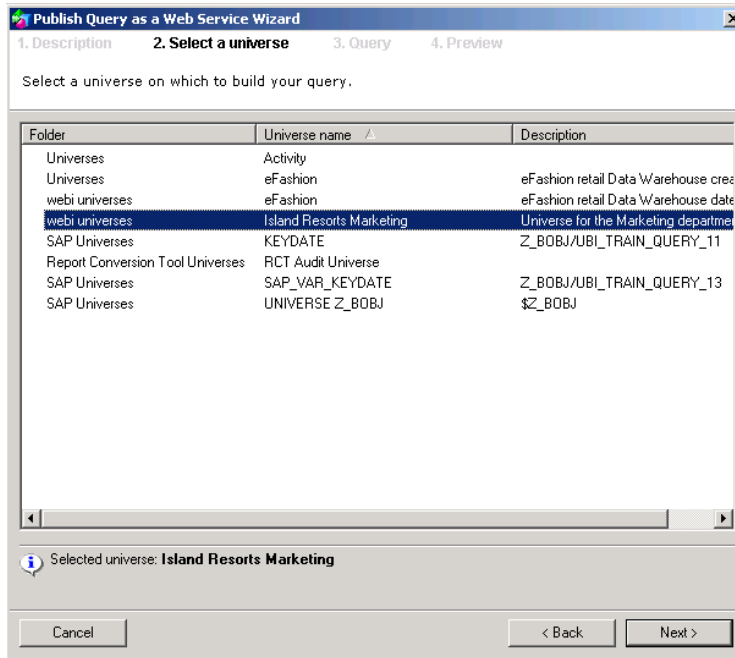 Publish Query as a Web Service Wizard
1. Description 2. Select a universe 3. Query 4. Preview
Select a universe on which to build your query.
Folder Universe name Description
Universes Activity
Universes eFashion eFashion retail Data Warehouse crea
webi universes eFashion eFashion retail Data Warehouse date
webi universes Island Resorts Marketing Universe for the Marketing departmen
SAP Universes KEYDATE Z_BOBJ/UBI_TRAIN_QUERY_11
Report Conversion Tool Universes RCT Audit Universe
SAP Universes SAP_VAR_KEYDATE Z_BOBJ/UBI_TRAIN_QUERY_13
SAP Universes UNIVERSE Z_BOBJ $Z_BOBJ
Selected universe: Island Resorts Marketing
Cancel < Back Next >